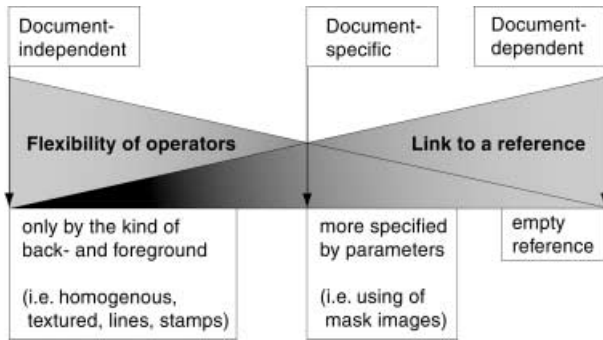 Document-
independent
Document-
specific
Document-
dependent
Flexibility of operators
Link to a reference
only by the kind of
back- and foreground
(i.e. homogenous,
textured, lines, stamps)
more specified
by parameters
(i.e. using of
mask images)
empty
reference